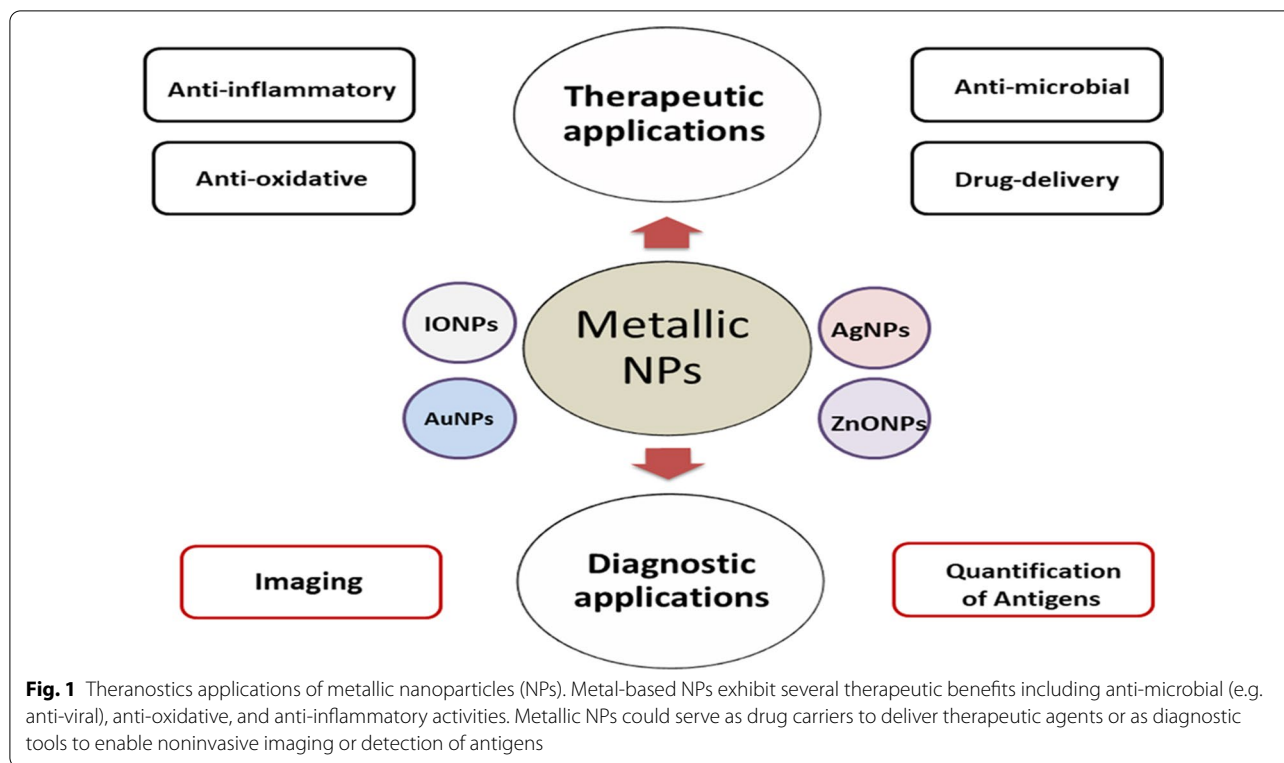 Anti-inflammatory
Therapeutic
applications
Anti-microbial
Anti-oxidative
Drug-delivery
IONPs
Metallic
NPs
AgNPs
AuNPs
ZnONPs
Imaging
Diagnostic
applications
Quantification
of Antigens
Fig. 1 Theranostics applications of metallic nanoparticles (NPs). Metal-based NPs exhibit several therapeutic benefits including anti-microbial (e.g.
anti-viral), anti-oxidative, and anti-inflammatory activities. Metallic NPs could serve as drug carriers to deliver therapeutic agents or as diagnostic
tools to enable noninvasive imaging or detection of antigens